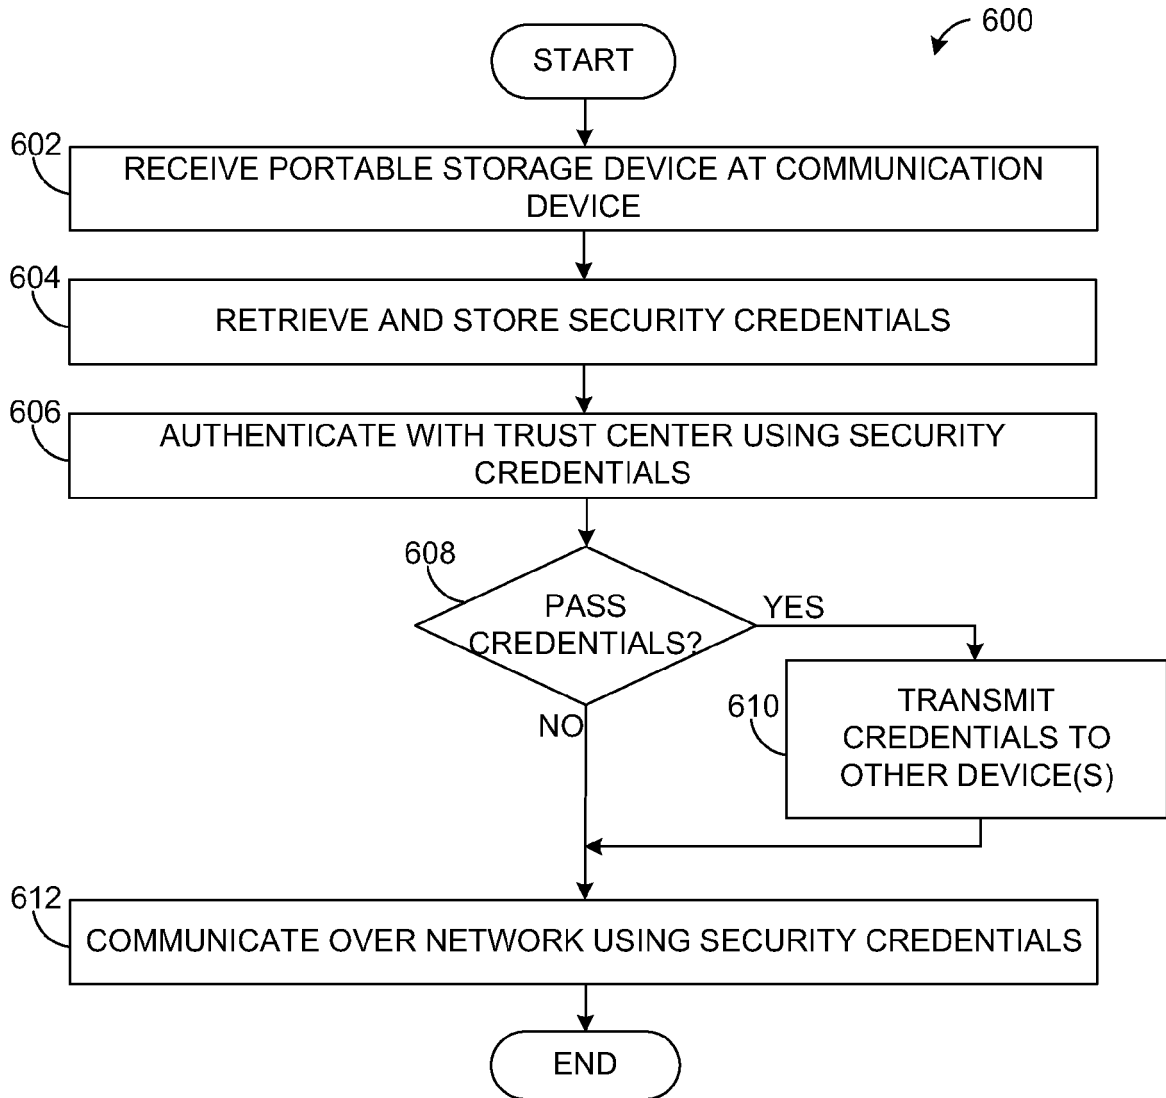 600
START
602
RECEIVE PORTABLE STORAGE DEVICE AT COMMUNICATION
DEVICE
604
RETRIEVE AND STORE SECURITY CREDENTIALS
606
AUTHENTICATE WITH TRUST CENTER USING SECURITY
CREDENTIALS
608
PASS
CREDENTIALS?
YES
NO
610
TRANSMIT
CREDENTIALS TO
OTHER DEVICE(S)
612
COMMUNICATE OVER NETWORK USING SECURITY CREDENTIALS
END